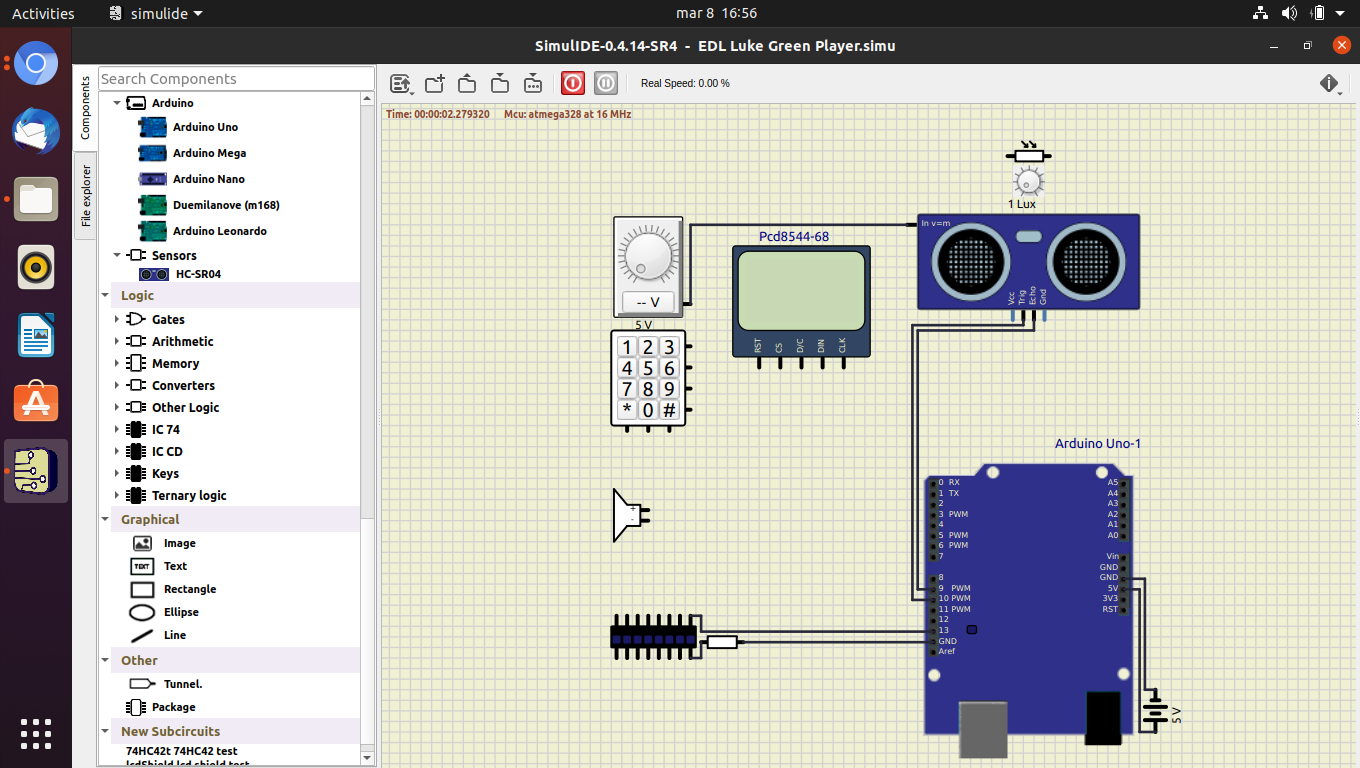 Activities
simulide
mar 8 16:56
SimulIDE-0.4.14-SR4 - EDL Luke Green Player.simu
Components
File explorer
Search Components
Arduino
Arduino Uno
Arduino Mega
Arduino Nano
Duemilanove (m168)
Arduino Leonardo
Sensors
HC-SR04
Logic
Gates
Arithmetic
Memory
Converters
Other Logic
IC 74
IC CD
Keys
Ternary logic
Graphical
Image
TEXT Text
Rectangle
Ellipse
Line
Other
Tunnel.
Package
New Subcircuits
74HC42t 74HC42 test
lcdShield lcd shield test
Real Speed: 0.00 %
Time: 00:00:02.279320 Mcu: atmega328 at 16 MHz
1 Lux
-- V
5 V
Pcd8544-68
RST CS D/C DIN CLK
In v=m
Vcc Trig Echo Gnd
1 2 3
4 5 6
7 8 9
* 0 #
+
-
Arduino Uno-1
0 RX A5
1 TX A4
2 A3
3 PWM A2
4 A1
5 PWM A0
6 PWM
7 Vin
GND
8 GND
9 PWM 5V
10 PWM 3V3
11 PWM RST
12
13
GND
Aref
5 V